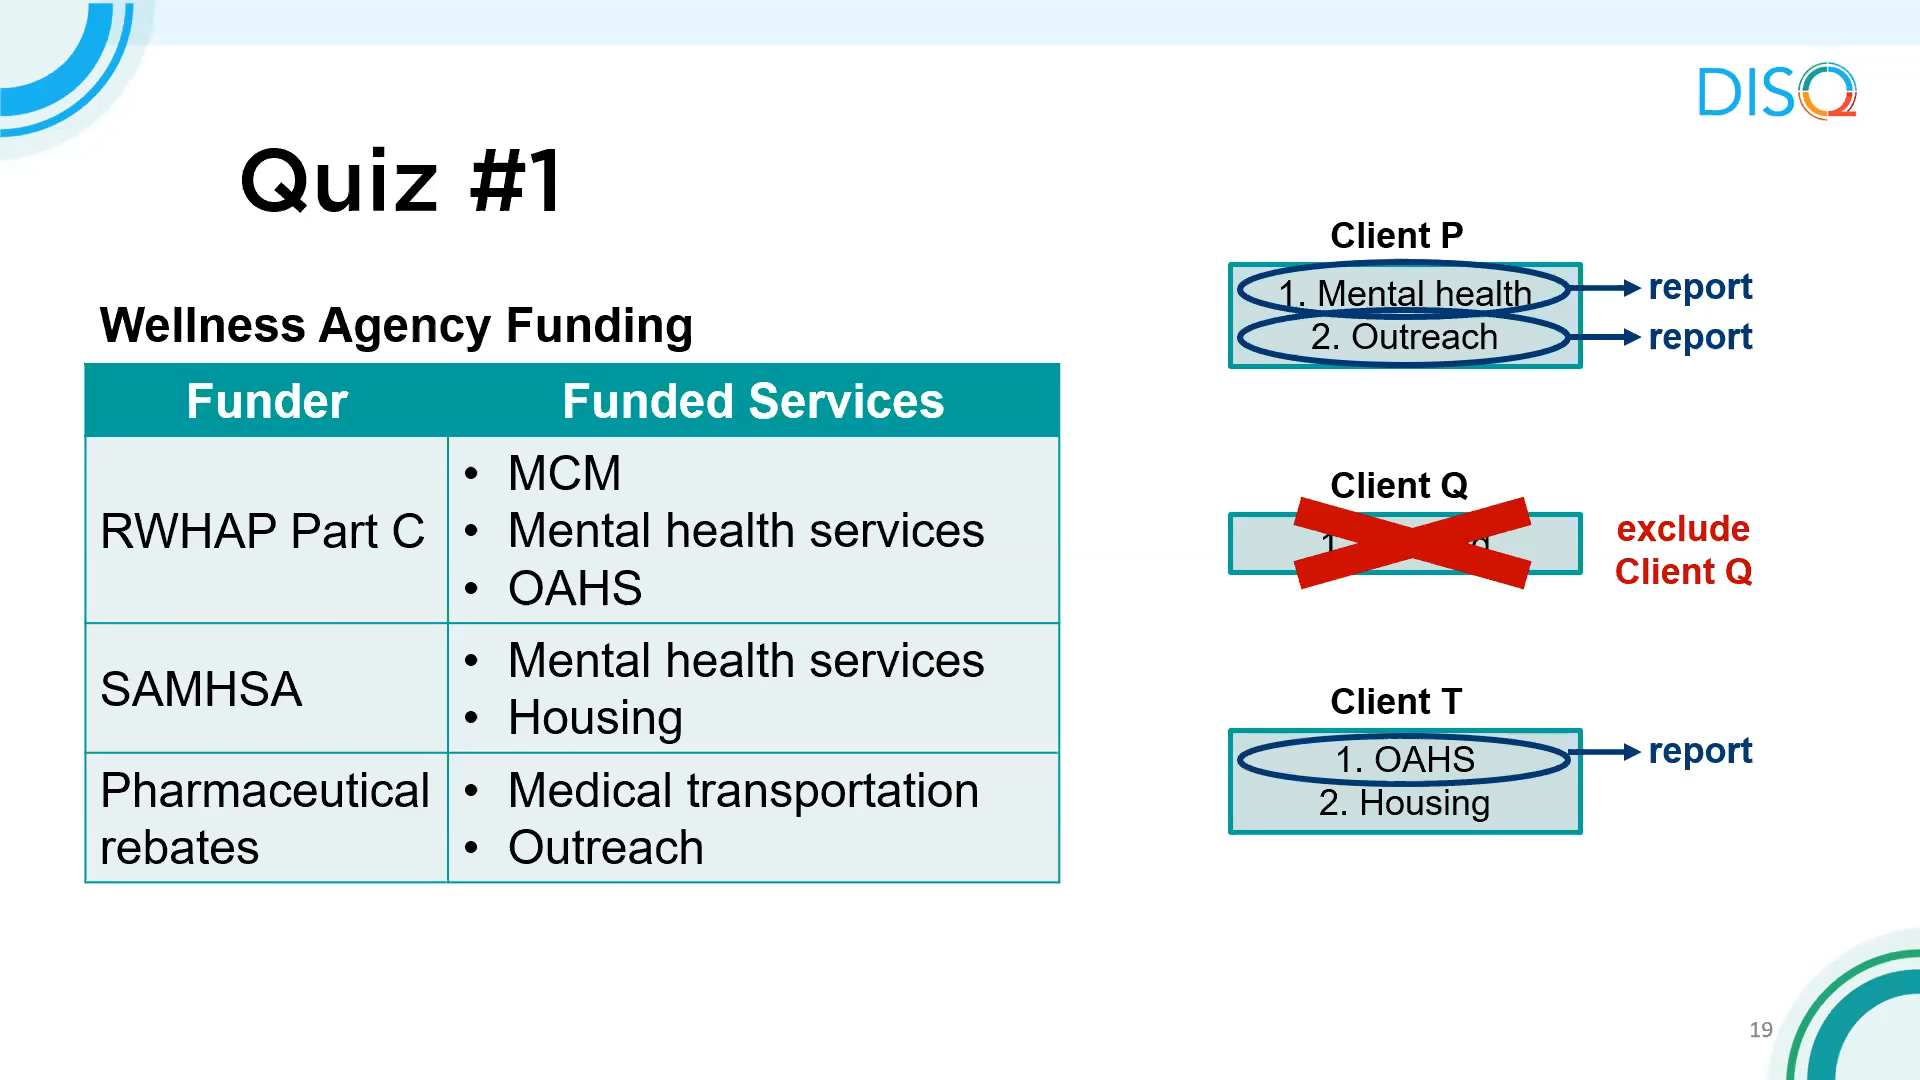 DISQ
Quiz #1
Wellness Agency Funding
Funder
Funded Services
RWHAP Part C
• MCM
• Mental health services
• OAHS
SAMHSA
• Mental health services
• Housing
Pharmaceutical
rebates
• Medical transportation
• Outreach
Client P
1. Mental health
report
2. Outreach
report
Client Q
exclude
Client Q
Client T
1. OAHS
report
2. Housing
19